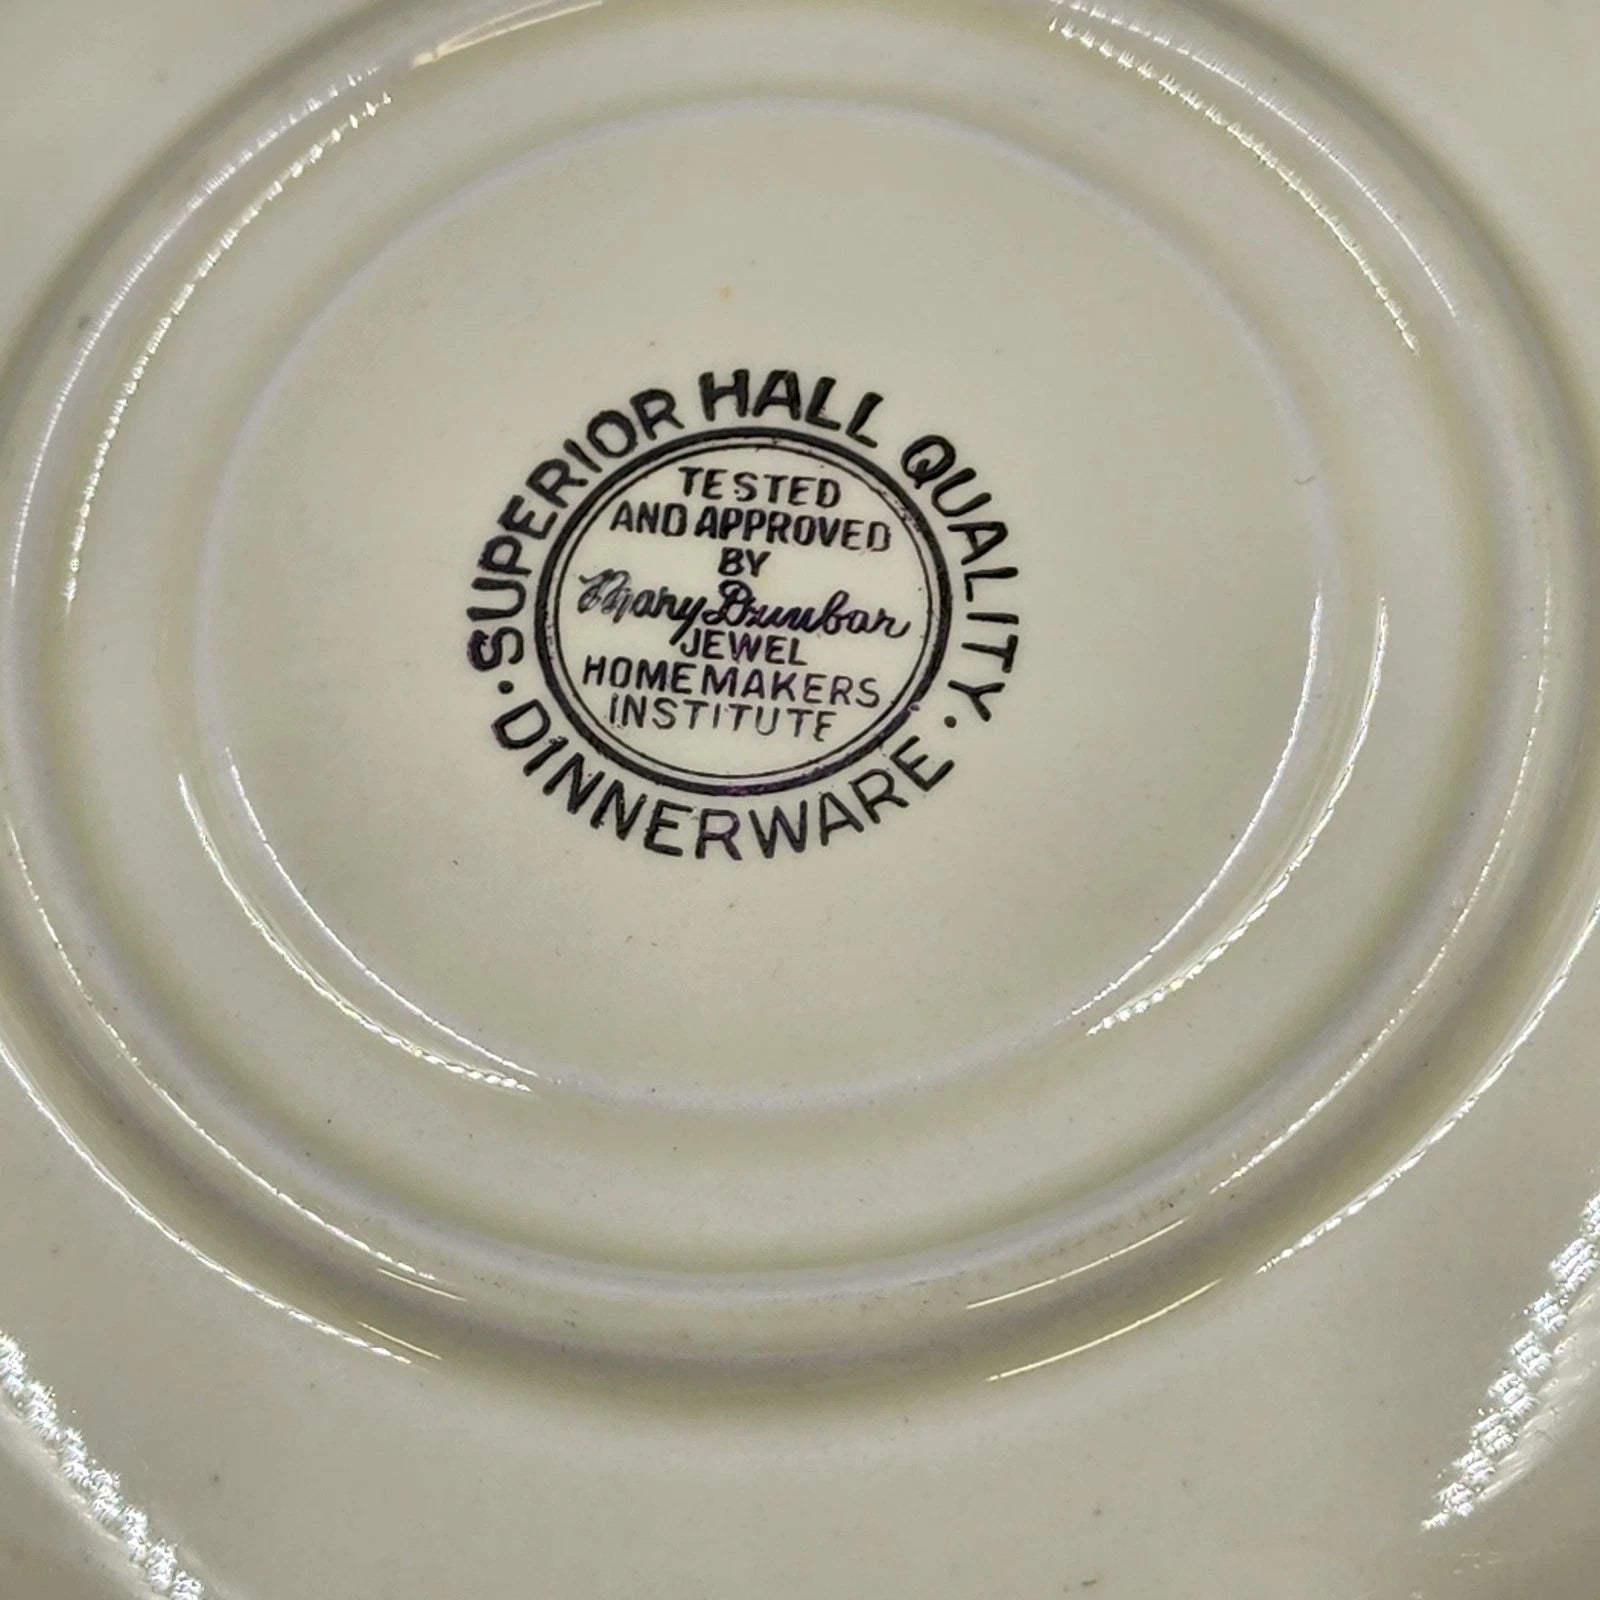 SUPERIOR HALL QUALITY
· DINNERWARE ·
TESTED
AND APPROVED
BY
Mary Dunbar
JEWEL
HOMEMAKERS
INSTITUTE